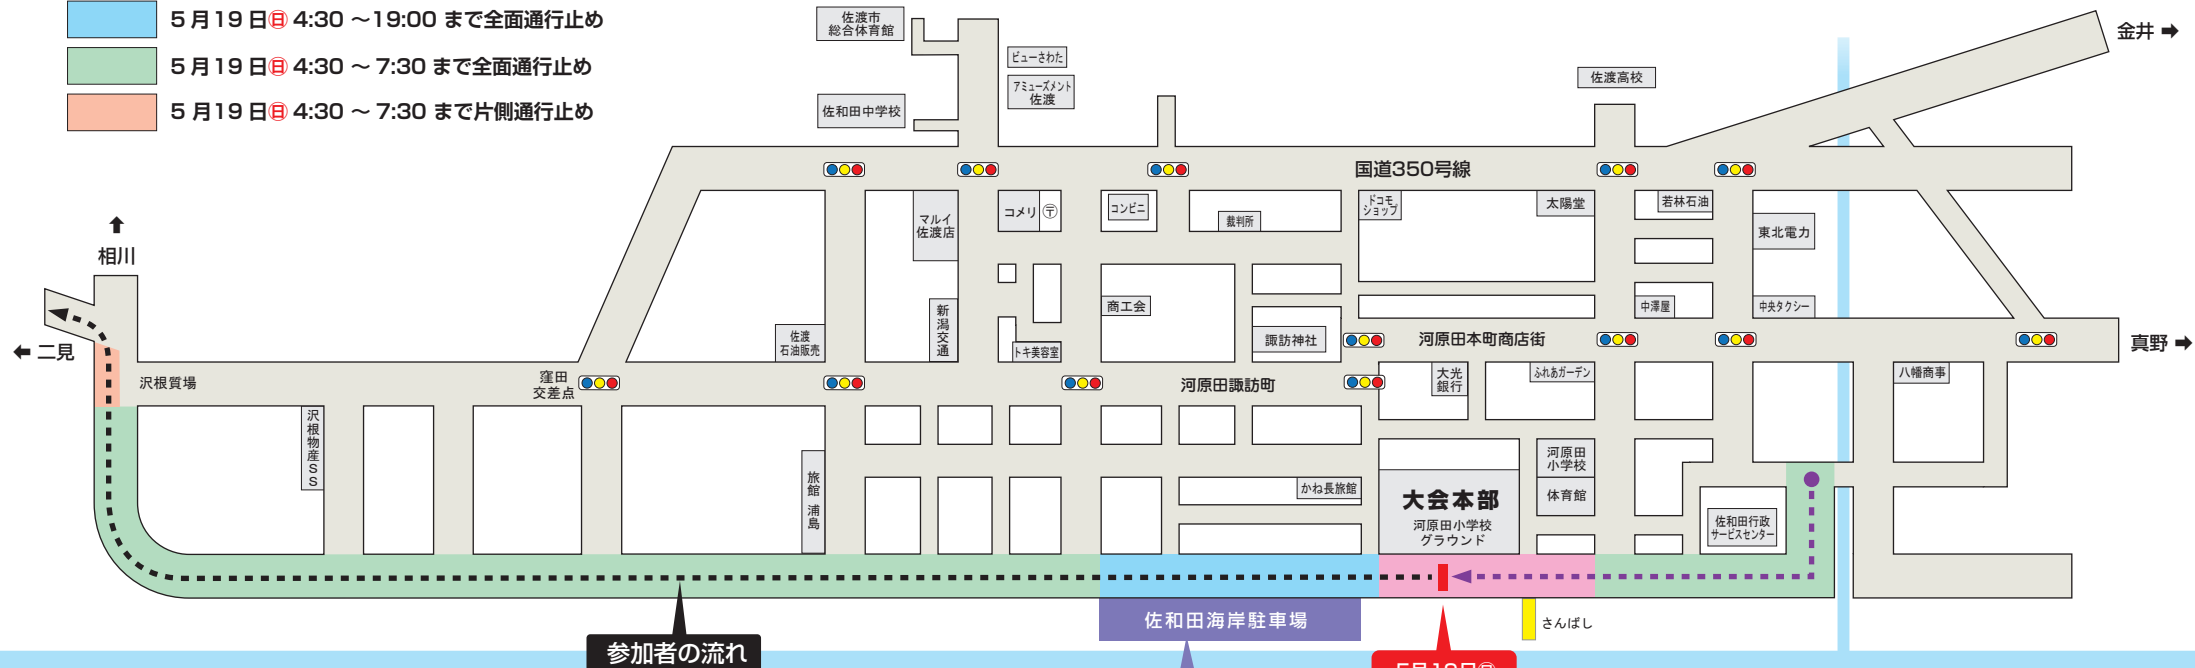 5月19日㊐ 4:30 ～19:00 まで全面通行止め
5月19日㊐ 4:30 ～ 7:30 まで全面通行止め
5月19日㊐ 4:30 ～ 7:30 まで片側通行止め
佐渡市
総合体育館
ビューさわた
アミューズメント
佐渡
佐和田中学校
佐渡高校
金井 ➡
国道350号線
マルイ
佐渡店
コメリ
〒
コンビニ
裁判所
ドコモ
ショップ
太陽堂
若林石油
東北電力
⬆
相川
⬅ 二見
沢根質場
窪田
交差点
佐渡
石油販売
新潟交通
トキ美容室
商工会
諏訪神社
河原田諏訪町
河原田本町商店街
中澤屋
中央タクシー
真野 ➡
大光
銀行
ふれあガーデン
八幡商事
沢根物産SS
旅館 浦島
かね長旅館
大会本部
河原田小学校
グラウンド
河原田
小学校
体育館
佐和田行政
サービスセンター
佐和田海岸駐車場
さんばし
参加者の流れ
5月19日㊐